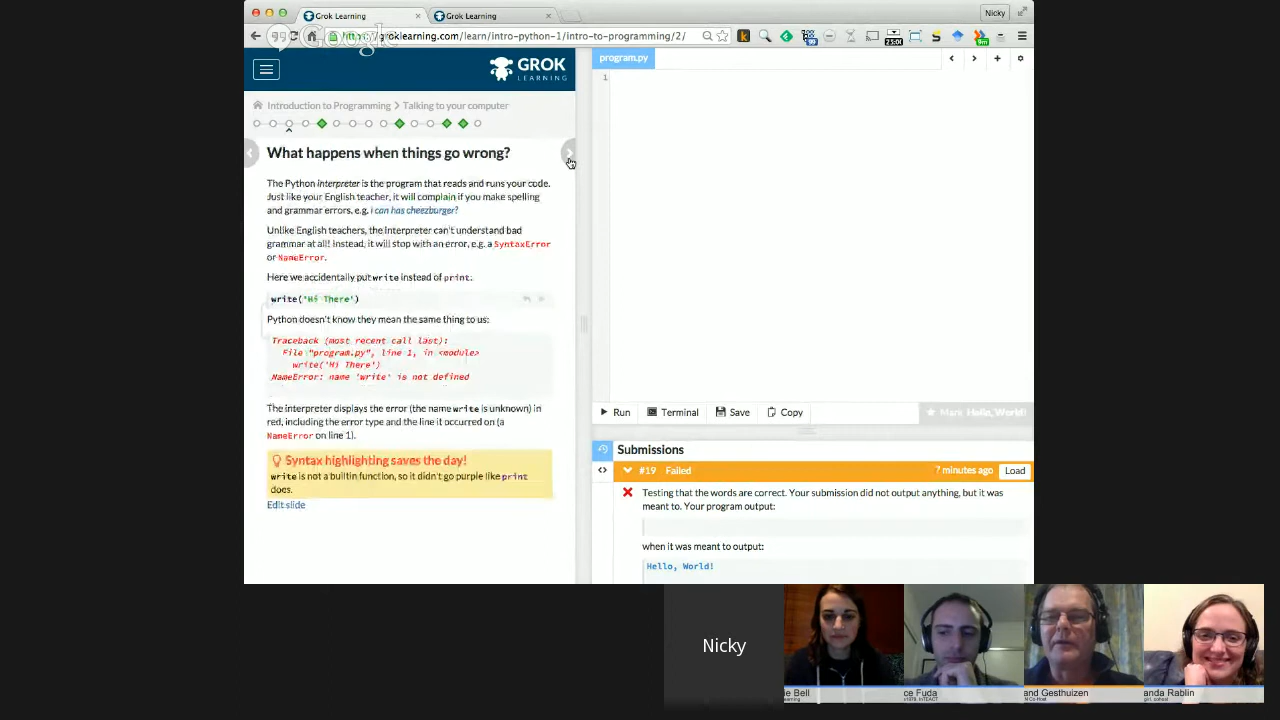 Grok Learning
Grok Learning
Nicky
groklearning.com/learn/intro-python-1/intro-to-programming/2/
Google
GROK
LEARNING
program.py
Introduction to Programming > Talking to your computer
1
What happens when things go wrong?
The Python interpreter is the program that reads and runs your code.
Just like your English teacher, it will complain if you make spelling
and grammar errors, e.g. I can has cheezburger?
Unlike English teachers, the interpreter can't understand bad
grammar at all! Instead, it will stop with an error, e.g. a SyntaxError
or NameError.
Here we accidentally put write instead of print:
write('Hi There')
Python doesn't know they mean the same thing to us:
Traceback (most recent call last):
File "program.py", line 1, in <module>
write('Hi There')
NameError: name 'write' is not defined
The interpreter displays the error (the name write is unknown) in
red, including the error type and the line it occurred on (a
NameError on line 1).
Syntax highlighting saves the day!
write is not a builtin function, so it didn't go purple like print
does.
Edit slide
Run
Terminal
Save
Copy
Mark Hello, World!
Submissions
#19 Failed
7 minutes ago
Load
Testing that the words are correct. Your submission did not output anything, but it was
meant to. Your program output:
when it was meant to output:
Hello, World!
Nicky
ie Bell
ce Fuda
and Gesthuizen
anda Rablin